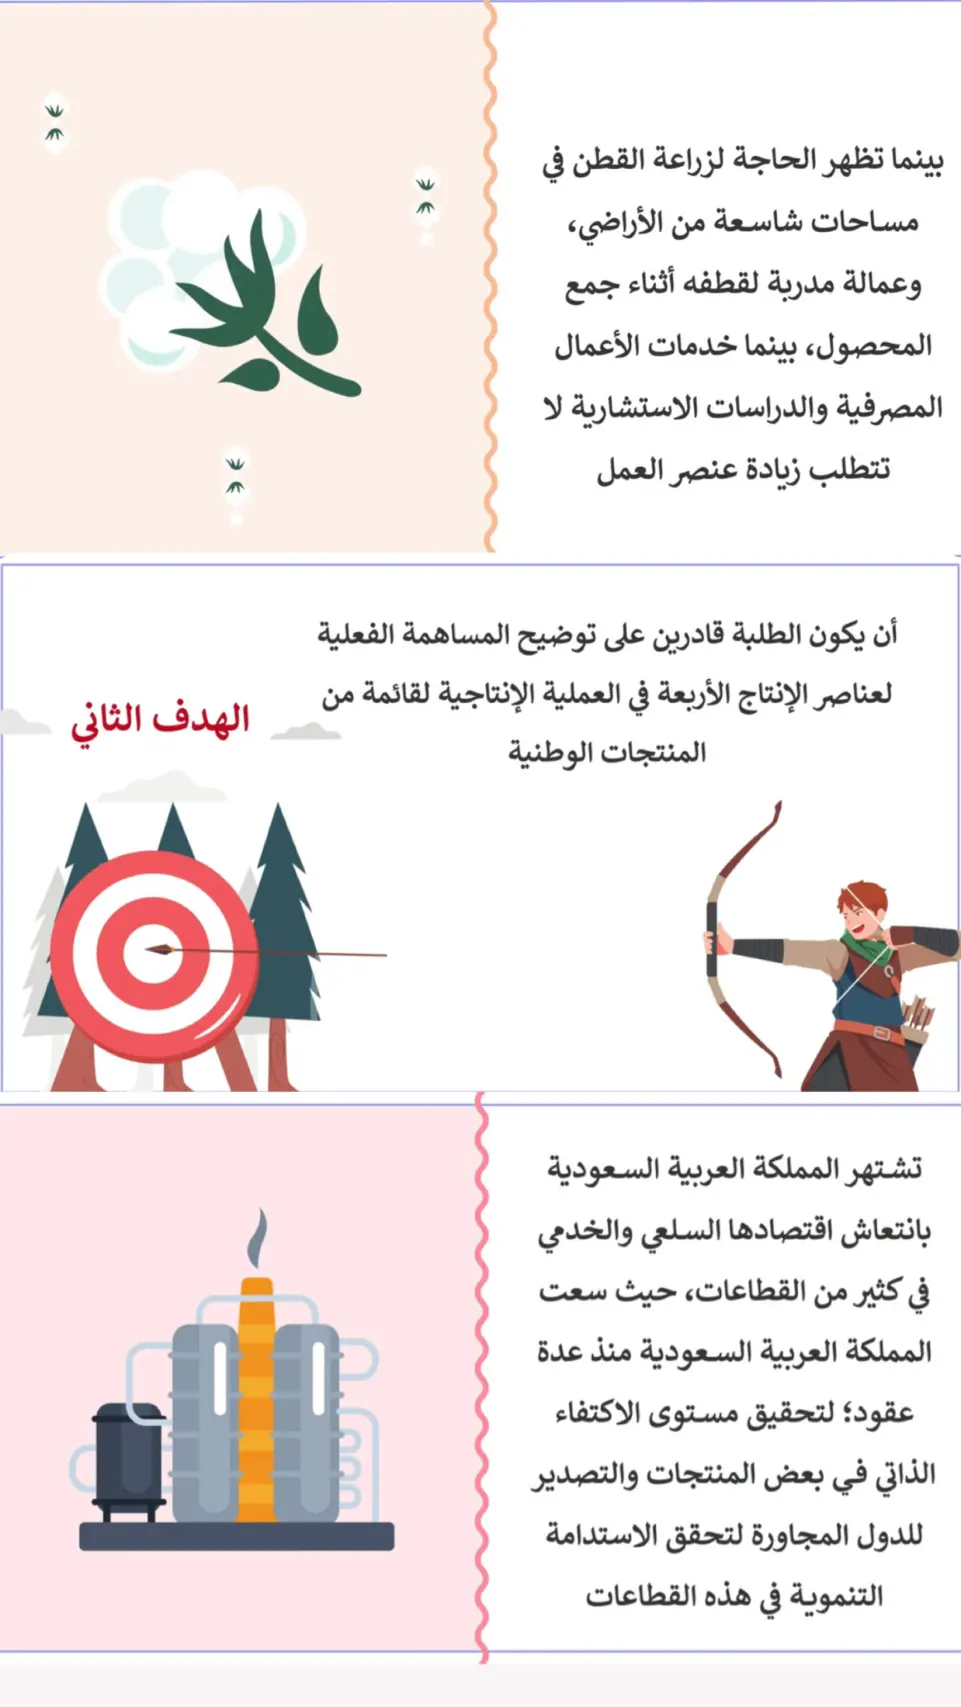 بينما تظهر الحاجة لزراعة القطن في
مساحات شاسعة من الأراضي،
وعمالة مدربة لقطفه أثناء جمع
المحصول، بينما خدمات الأعمال
المصرفية والدراسات الاستشارية لا
تتطلب زيادة عنصر العمل
أن يكون الطلبة قادرين على توضيح المساهمة الفعلية
لعناصر الإنتاج الأربعة في العملية الإنتاجية لقائمة من
المنتجات الوطنية
الهدف الثاني
تشتهر المملكة العربية السعودية
بانتعاش اقتصادها السلعي والخدمي
في كثير من القطاعات، حيث سعت
المملكة العربية السعودية منذ عدة
عقود؛ لتحقيق مستوى الاكتفاء
الذاتي في بعض المنتجات والتصدير
للدول المجاورة لتحقق الاستدامة
التنموية في هذه القطاعات